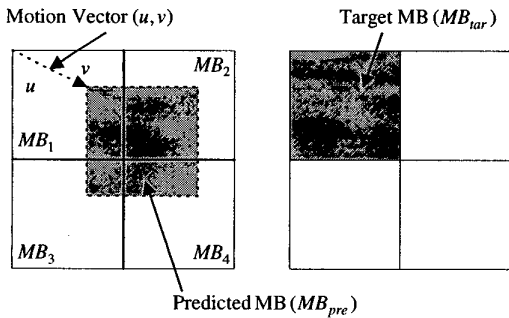 Motion Vector (u, v)
Target MB (MB_tar)
MB_2
u
v
MB_1
MB_3
MB_4
Predicted MB (MB_pre)